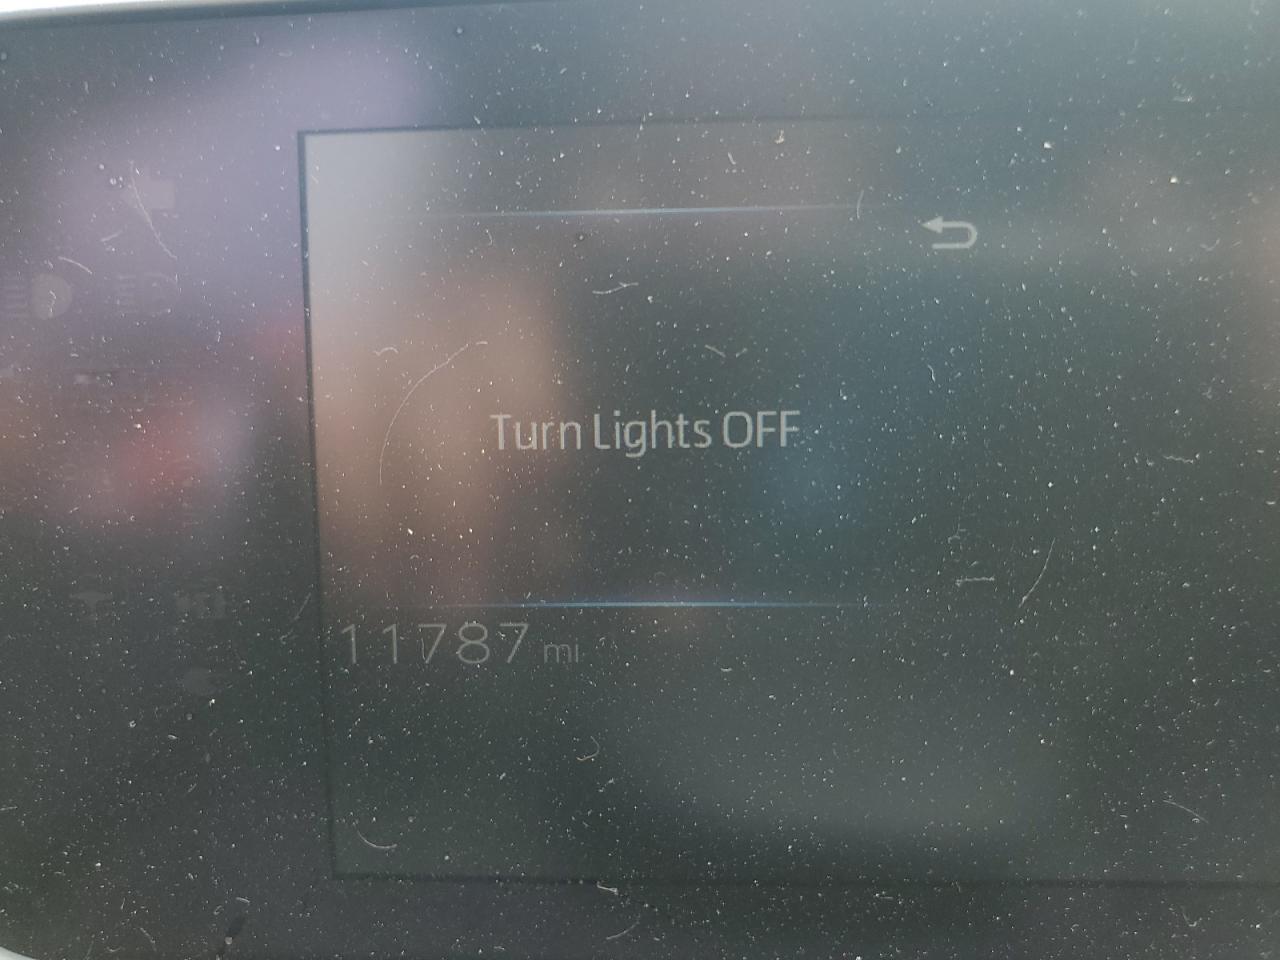 Turn Lights OFF
11787 mi